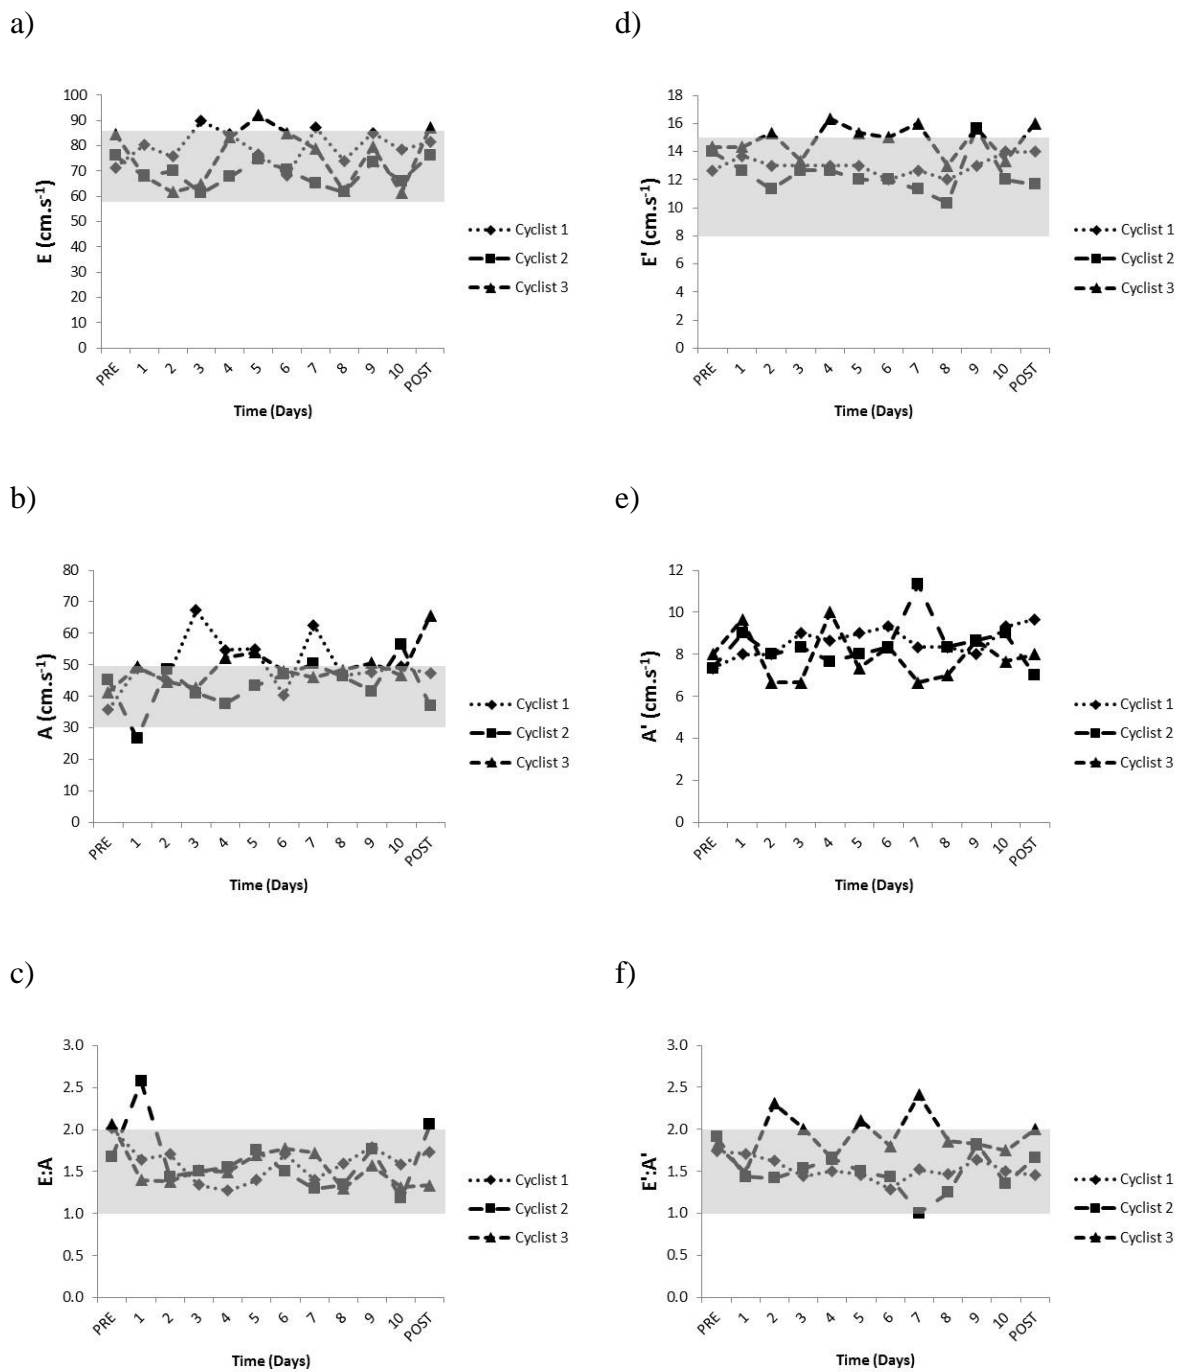 a)
E (cm.s-1)
100
90
80
70
60
50
40
30
20
10
0
PRE 1 2 3 4 5 6 7 8 9 10 POST
Time (Days)
Cyclist 1
Cyclist 2
Cyclist 3
d)
E' (cm.s-1)
18
16
14
12
10
8
6
4
2
0
PRE 1 2 3 4 5 6 7 8 9 10 POST
Time (Days)
Cyclist 1
Cyclist 2
Cyclist 3
b)
A (cm.s-1)
80
70
60
50
40
30
20
10
0
PRE 1 2 3 4 5 6 7 8 9 10 POST
Time (Days)
Cyclist 1
Cyclist 2
Cyclist 3
e)
A' (cm.s-1)
12
10
8
6
4
2
0
PRE 1 2 3 4 5 6 7 8 9 10 POST
Time (Days)
Cyclist 1
Cyclist 2
Cyclist 3
c)
E:A
3.0
2.5
2.0
1.5
1.0
0.5
0.0
PRE 1 2 3 4 5 6 7 8 9 10 POST
Time (Days)
Cyclist 1
Cyclist 2
Cyclist 3
f)
E':A'
3.0
2.5
2.0
1.5
1.0
0.5
0.0
PRE 1 2 3 4 5 6 7 8 9 10 POST
Time (Days)
Cyclist 1
Cyclist 2
Cyclist 3